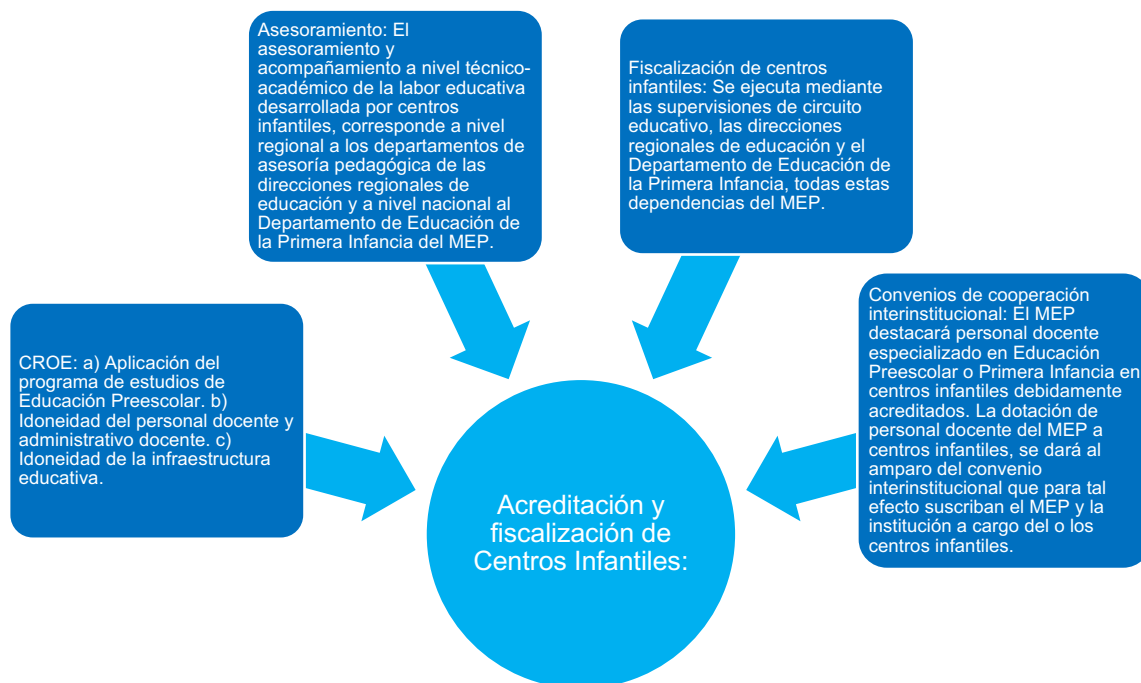 Asesoramiento: El
asesoramiento y
acompañamiento a nivel técnico-
académico de la labor educativa
desarrollada por centros
infantiles, corresponde a nivel
regional a los departamentos de
asesoría pedagógica de las
direcciones regionales de
educación y a nivel nacional al
Departamento de Educación de
la Primera Infancia del MEP.
Fiscalización de centros
infantiles: Se ejecuta mediante
las supervisiones de circuito
educativo, las direcciones
regionales de educación y el
Departamento de Educación de
la Primera Infancia, todas estas
dependencias del MEP.
CROE: a) Aplicación del
programa de estudios de
Educación Preescolar. b)
Idoneidad del personal docente y
administrativo docente. c)
Idoneidad de la infraestructura
educativa.
Convenios de cooperación
interinstitucional: El MEP
destacará personal docente
especializado en Educación
Preescolar o Primera Infancia en
centros infantiles debidamente
acreditados. La dotación de
personal docente del MEP a
centros infantiles, se dará al
amparo del convenio
interinstitucional que para tal
efecto suscriban el MEP y la
institución a cargo del o los
centros infantiles.
Acreditación y
fiscalización de
Centros Infantiles: